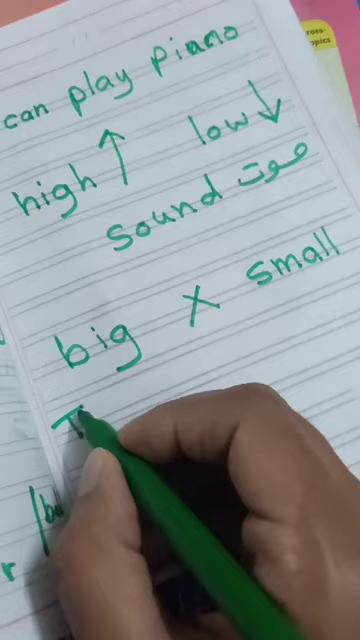 can play piano
high ↑ low ↓
sound صوت
big X small